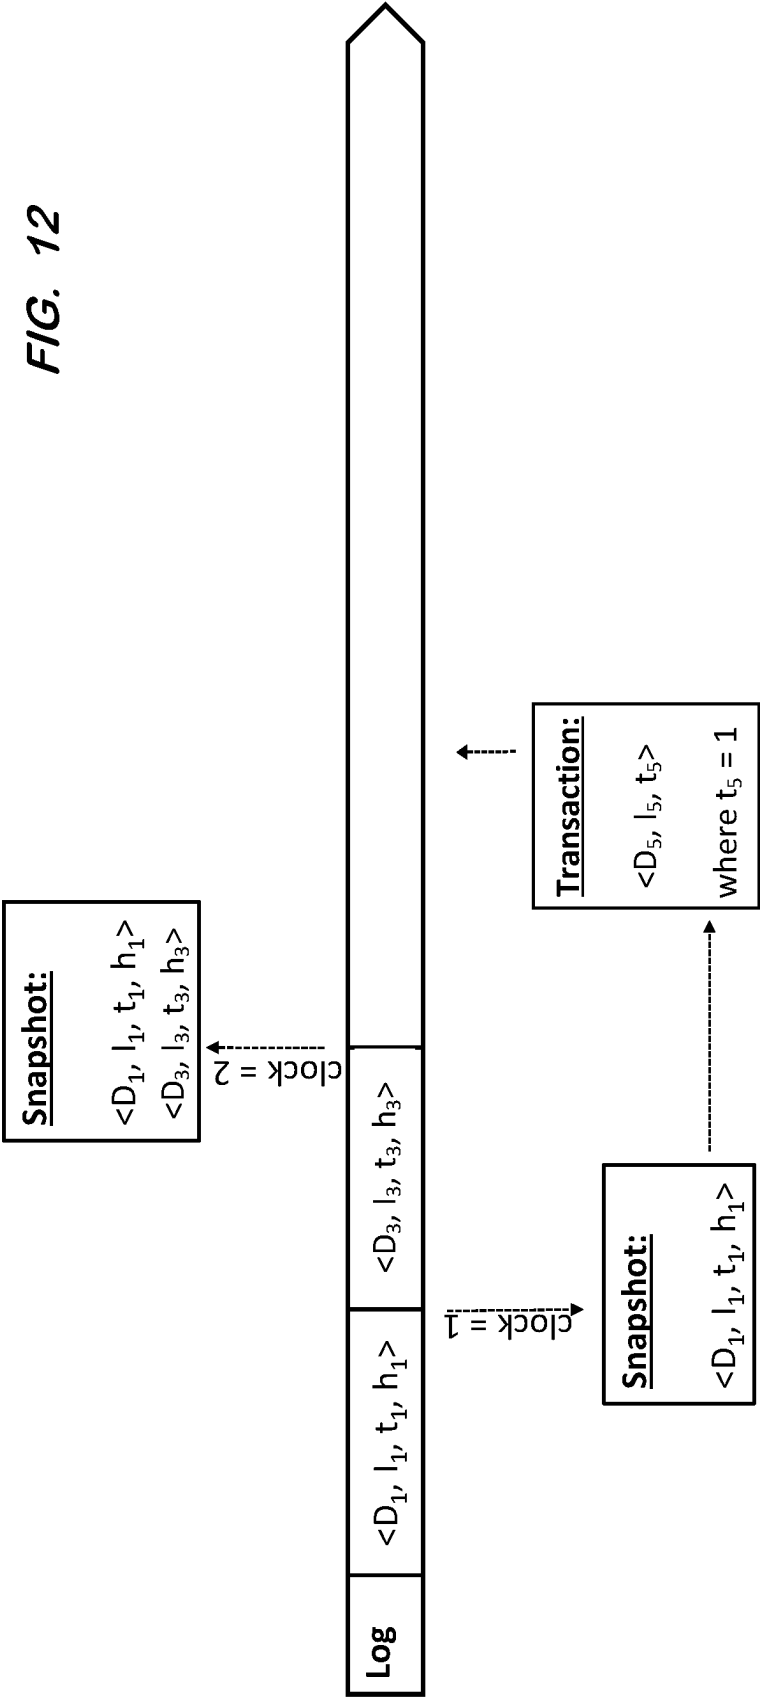 FIG. 12
Snapshot:
<D₁, I₁, t₁, h₁>
<D₃, I₃, t₃, h₃>
clock = 2
Log
<D₁, I₁, t₁, h₁>
<D₃, I₃, t₃, h₃>
clock = 1
Snapshot:
<D₁, I₁, t₁, h₁>
Transaction:
<D₅, I₅, t₅>
where t₅ = 1